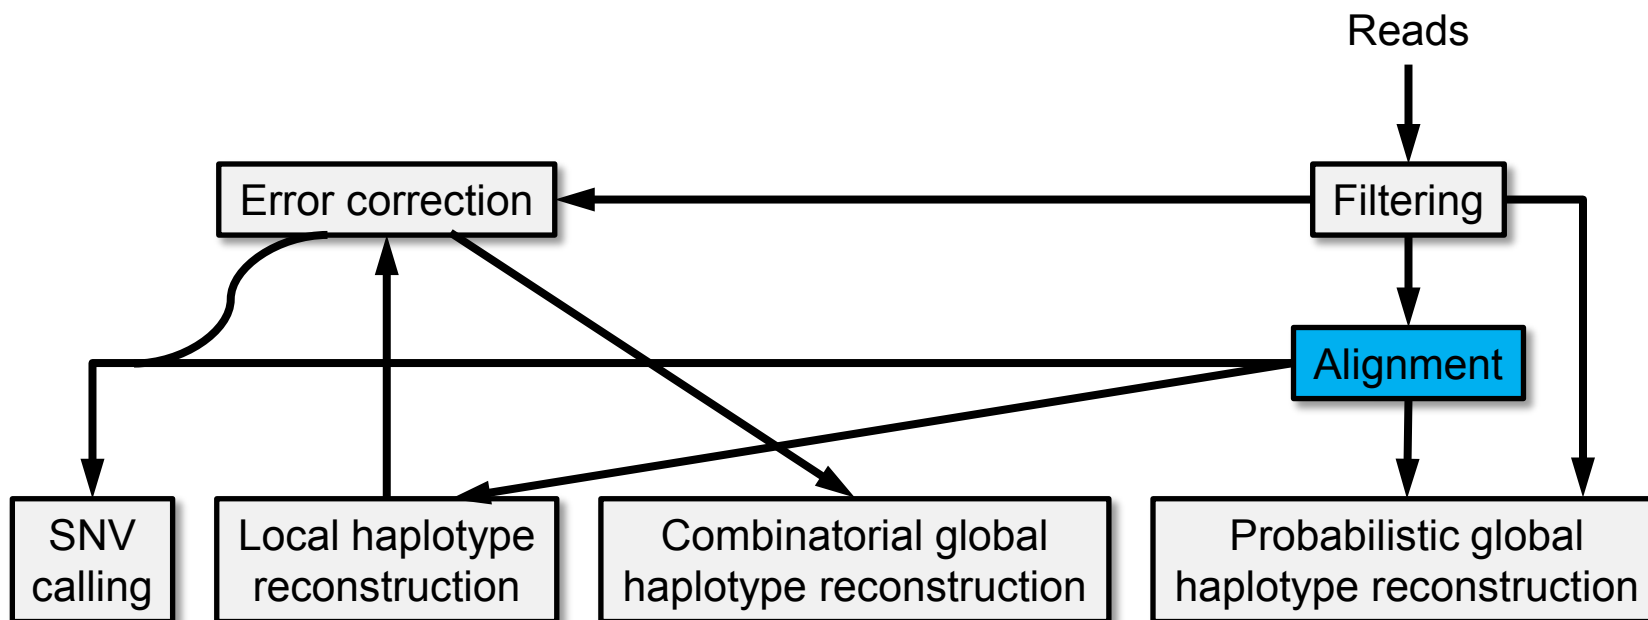 Reads
Error correction
Filtering
Alignment
SNV
calling
Local haplotype
reconstruction
Combinatorial global
haplotype reconstruction
Probabilistic global
haplotype reconstruction